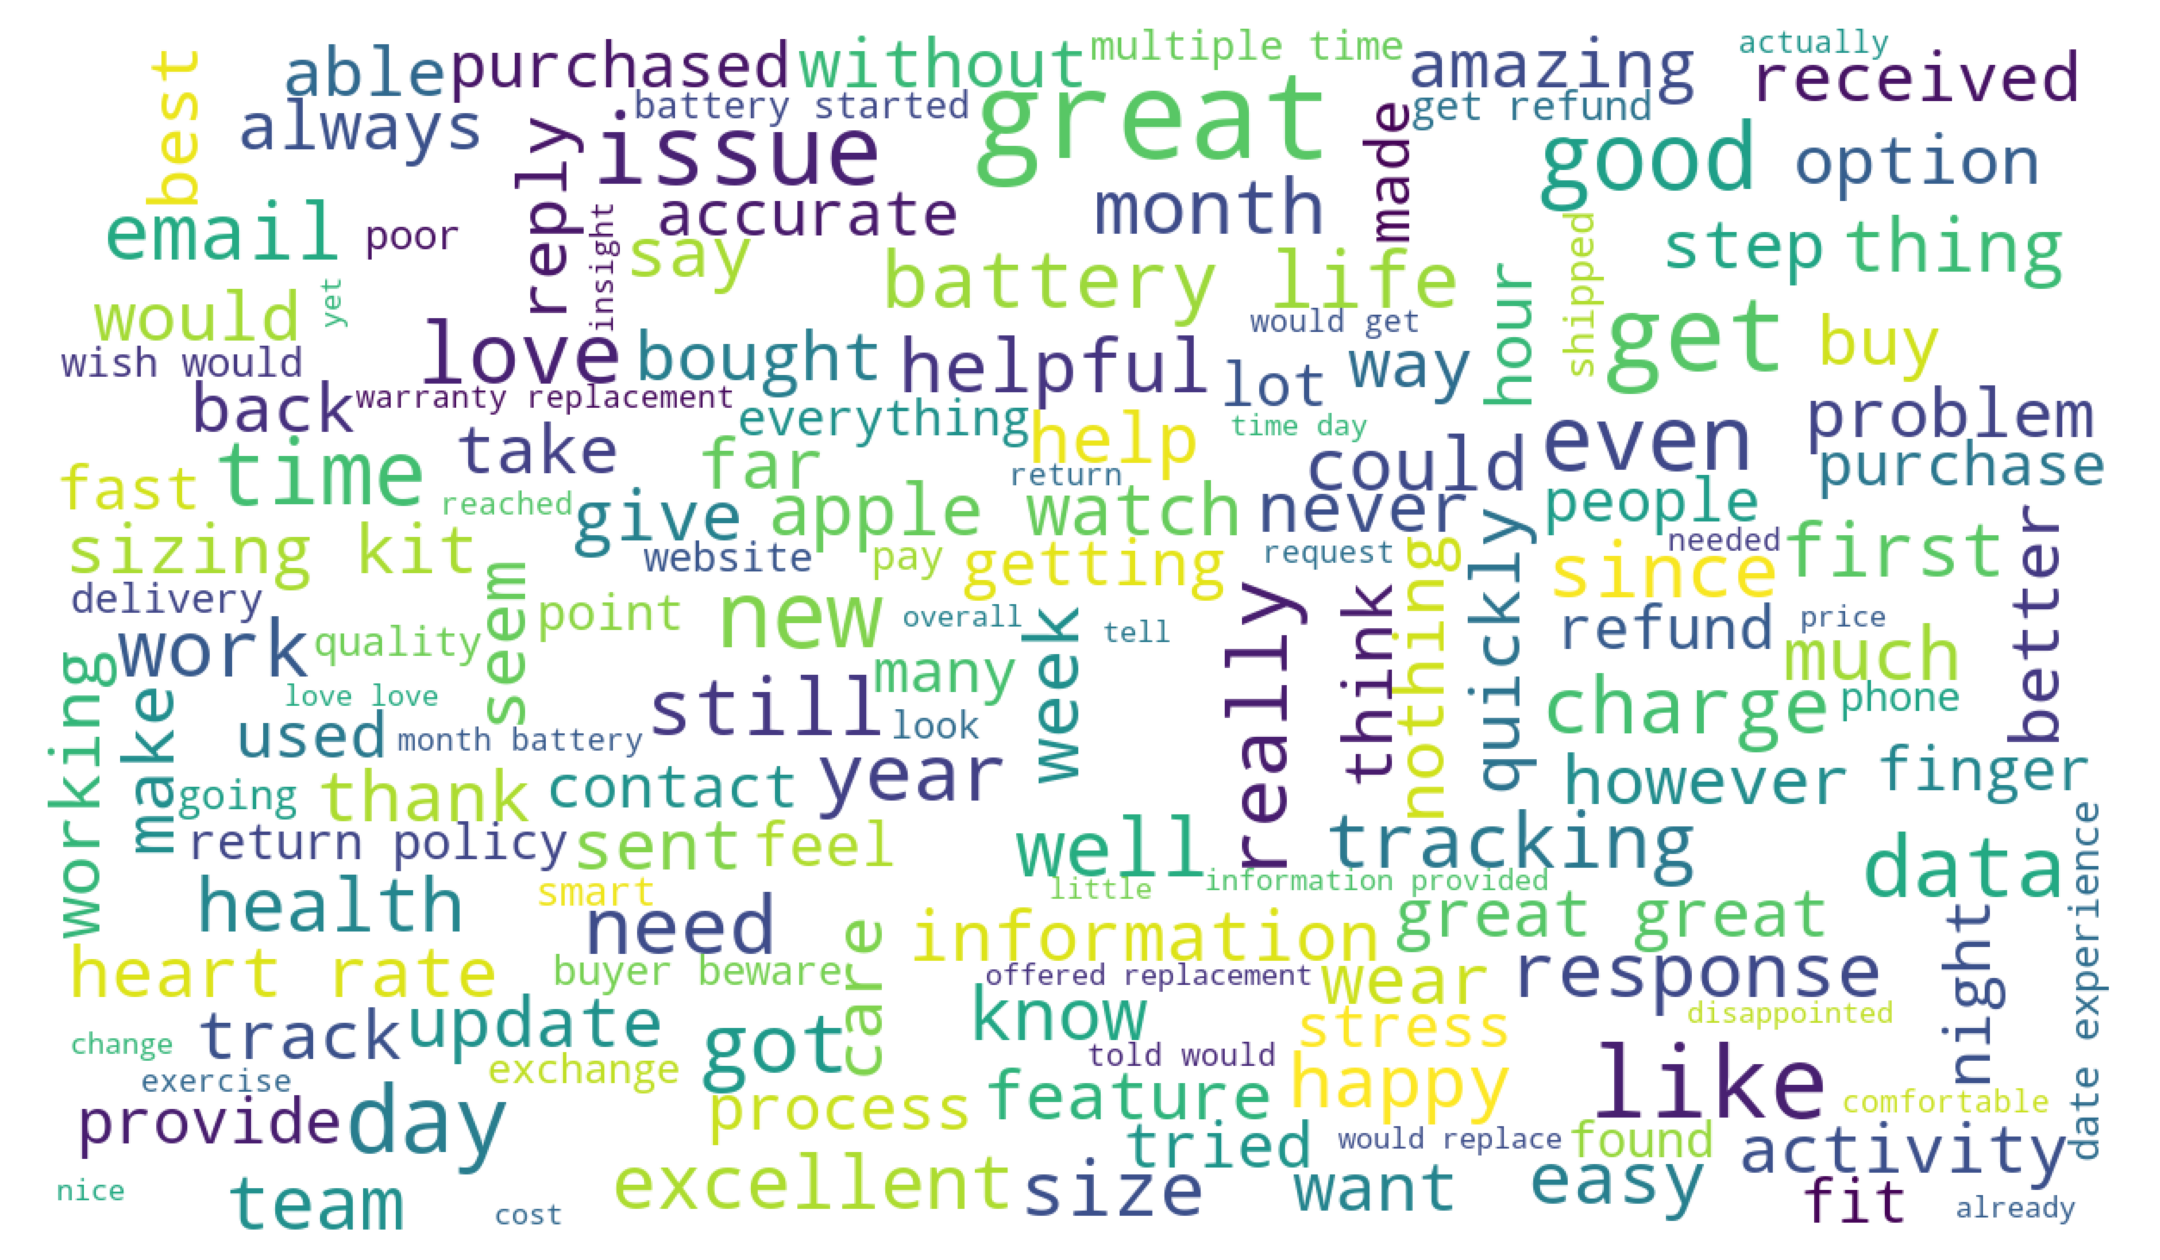 best
able
purchased
without
multiple time
amazing
actually
received
always
battery started
great
get refund
reply
issue
made
good
option
email
poor
insight
accurate
month
say
battery life
shipped
step
thing
would
yet
hour
would get
get
buy
wish would
love
bought
helpful
lot
way
back
warranty replacement
everything
help
time day
even
problem
time
take
far
return
could
purchase
fast
reached
give
apple watch
never
people
sizing kit
website
pay
getting
request
nothing
quickly
since
needed
first
better
delivery
seem
point
new
overall
week
tell
really
think
refund
price
work
quality
many
much
working
make
love love
used
month battery
still
look
charge
phone
going
thank
contact
year
however
finger
return policy
sent
feel
well
tracking
data
date experience
health
smart
little
information provided
need
care
information
great great
night
heart rate
buyer beware
offered replacement
wear
response
change
track
update
got
know
stress
disappointed
exercise
exchange
told would
happy
like
comfortable
provide
day
process
feature
tried
would replace
found
activity
nice
team
cost
excellent
size
want
easy
fit
already